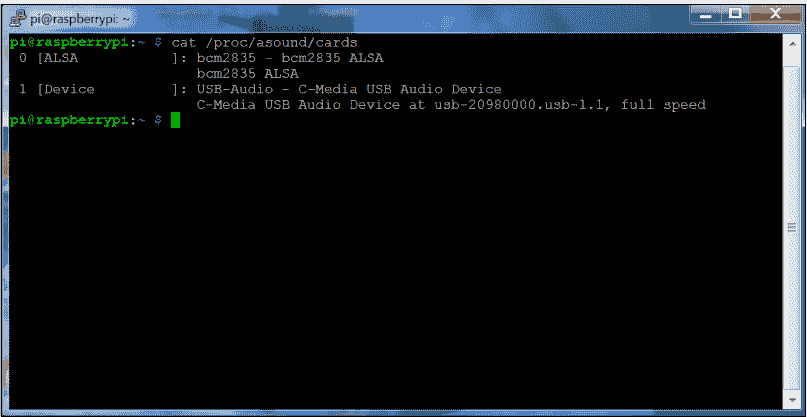 pi@raspberrypi: ~
pi@raspberrypi:~ $ cat /proc/asound/cards
 0 [ALSA           ]: bcm2835 - bcm2835 ALSA
                      bcm2835 ALSA
 1 [Device         ]: USB-Audio - C-Media USB Audio Device
                      C-Media USB Audio Device at usb-20980000.usb-1.1, full speed
pi@raspberrypi:~ $